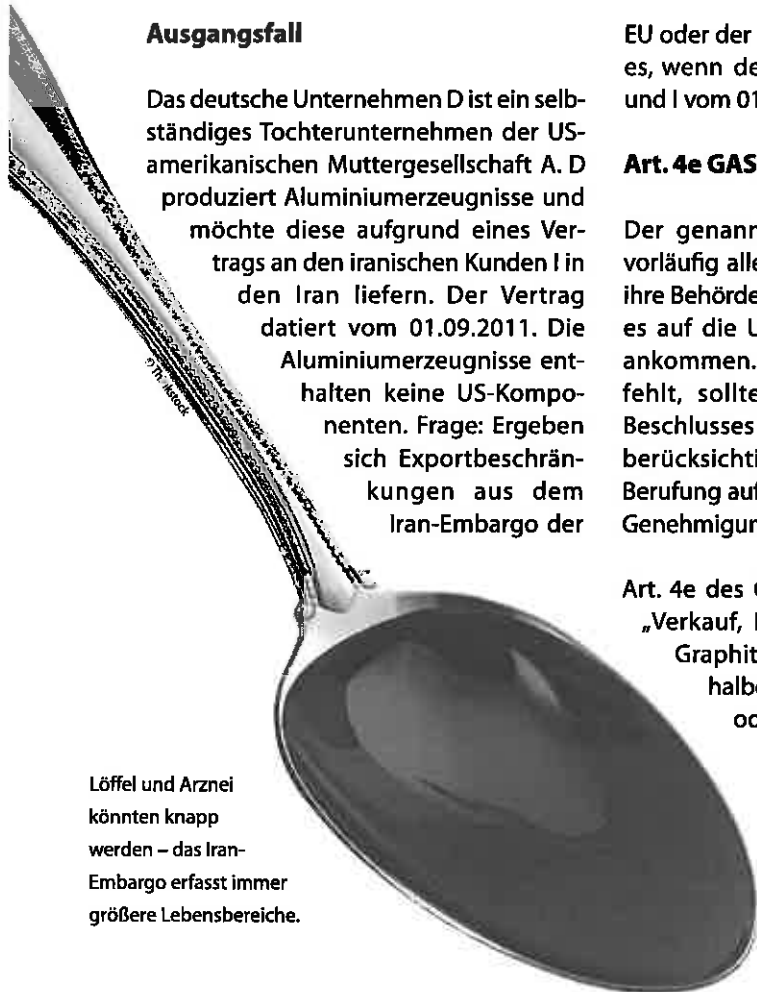 Ausgangsfall
Das deutsche Unternehmen D ist ein selb-
ständiges Tochterunternehmen der US-
amerikanischen Muttergesellschaft A. D
produziert Aluminiumerzeugnisse und
möchte diese aufgrund eines Ver-
trags an den iranischen Kunden I in
den Iran liefern. Der Vertrag
datiert vom 01.09.2011. Die
Aluminiumerzeugnisse ent-
halten keine US-Kompo-
nenten. Frage: Ergeben
sich Exportbeschrän-
kungen aus dem
Iran-Embargo der
Löffel und Arznei
könnten knapp
werden – das Iran-
Embargo erfasst immer
größere Lebensbereiche.
EU oder der
es, wenn de
und I vom 01
Art. 4e GAS
Der genann
vorläufig alle
ihre Behörde
es auf die U
ankommen.
fehlt, sollte
Beschlusses
berücksichti
Berufung auf
Genehmigun
Art. 4e des
„Verkauf,
Graphit
halbe